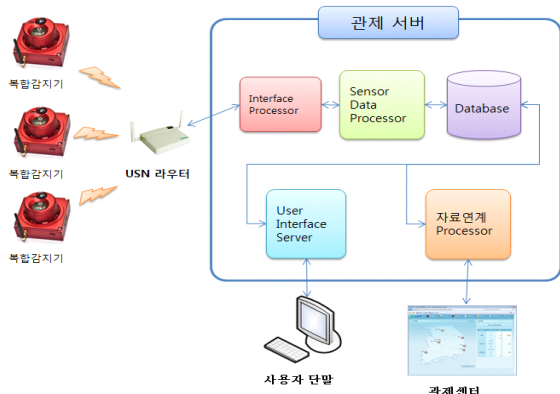 관제 서버
복합감지기
복합감지기
복합감지기
USN 라우터
Interface
Processor
Sensor
Data
Processor
Database
User
Interface
Server
자료연계
Processor
사용자 단말
관제센터